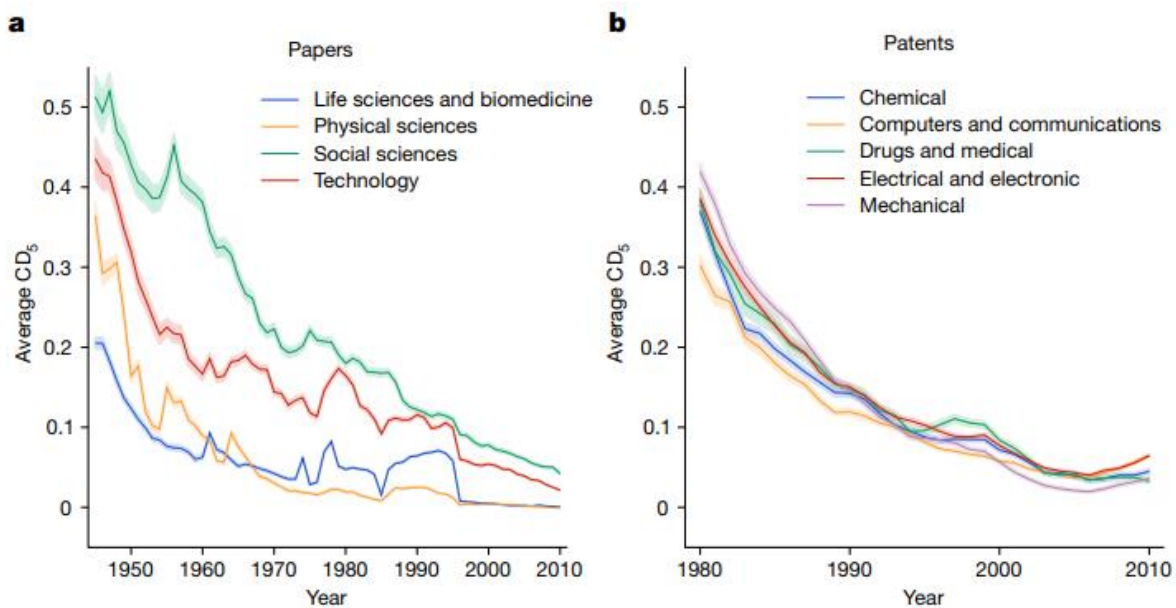 a
Papers
Life sciences and biomedicine
Physical sciences
Social sciences
Technology
Average CD5
0.5
0.4
0.3
0.2
0.1
0
1950 1960 1970 1980 1990 2000 2010
Year
b
Patents
Chemical
Computers and communications
Drugs and medical
Electrical and electronic
Mechanical
Average CD5
0.5
0.4
0.3
0.2
0.1
0
1980 1990 2000 2010
Year